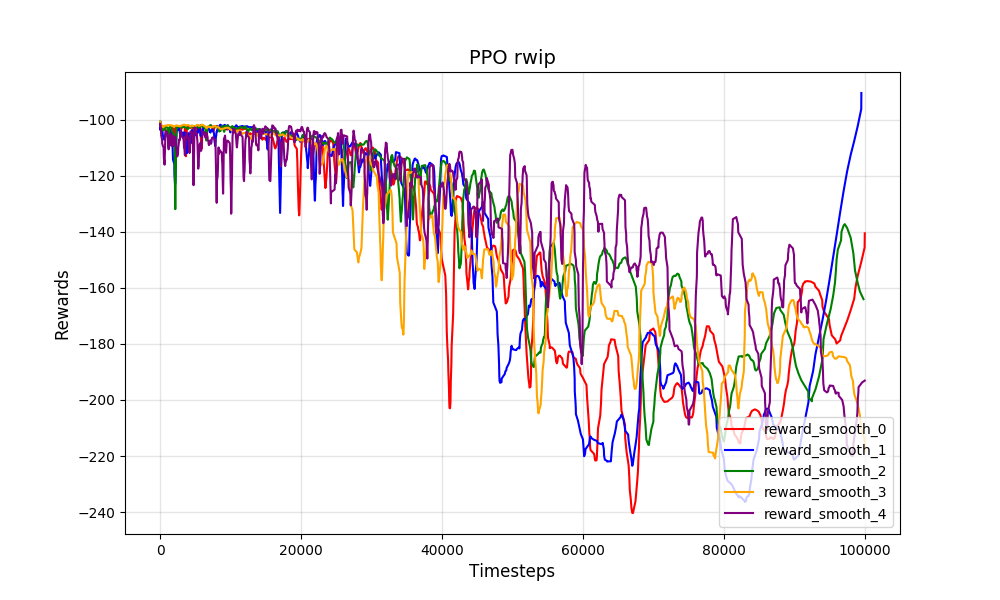 PPO rwip
Rewards
−100
−120
−140
−160
−180
−200
−220
−240
0
20000
40000
60000
80000
100000
Timesteps
reward_smooth_0
reward_smooth_1
reward_smooth_2
reward_smooth_3
reward_smooth_4